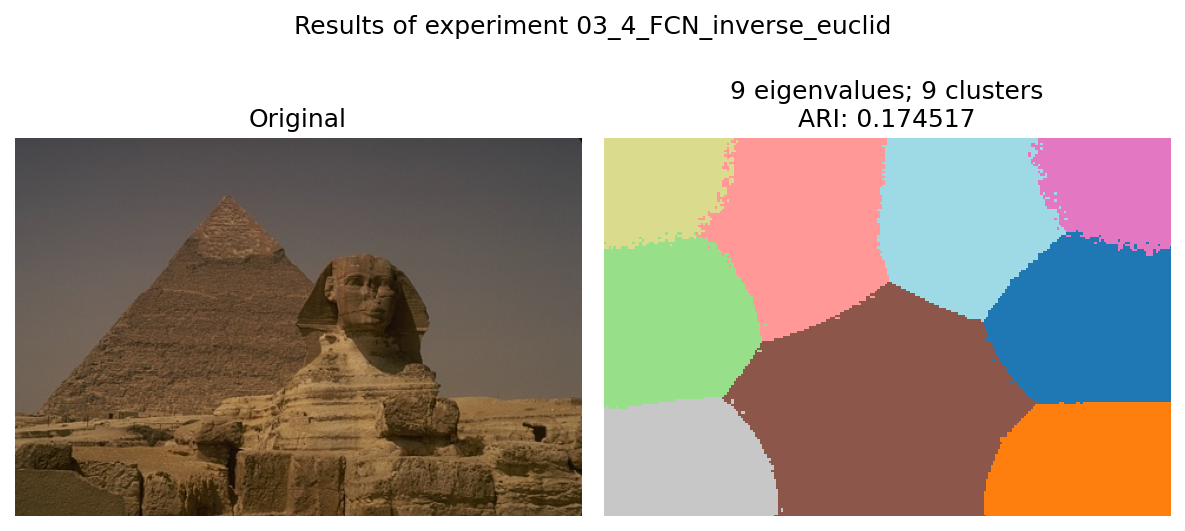 Results of experiment 03_4_FCN_inverse_euclid
Original
9 eigenvalues; 9 clusters
ARI: 0.174517